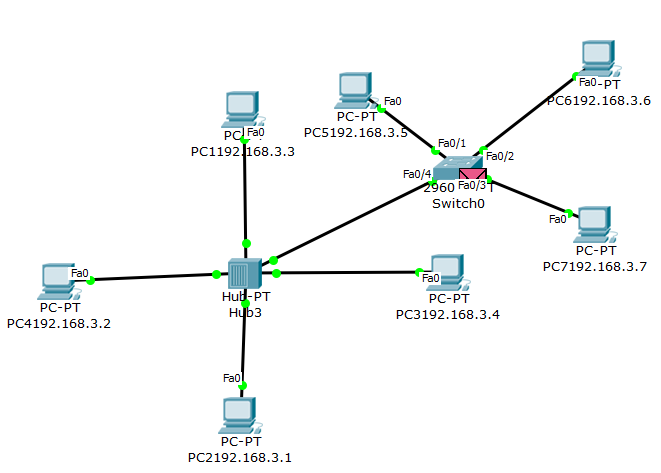 Fa0
PC-PT
PC6192.168.3.6
Fa0
PC-PT
PC5192.168.3.5
Fa0
PC1192.168.3.3
Fa0/1
Fa0/2
Fa0/4
Fa0/3
2960
Switch0
Fa0
PC-PT
PC7192.168.3.7
Fa0
PC-PT
PC4192.168.3.2
Hub-PT
Hub3
Fa0
PC-PT
PC3192.168.3.4
Fa0
PC-PT
PC2192.168.3.1